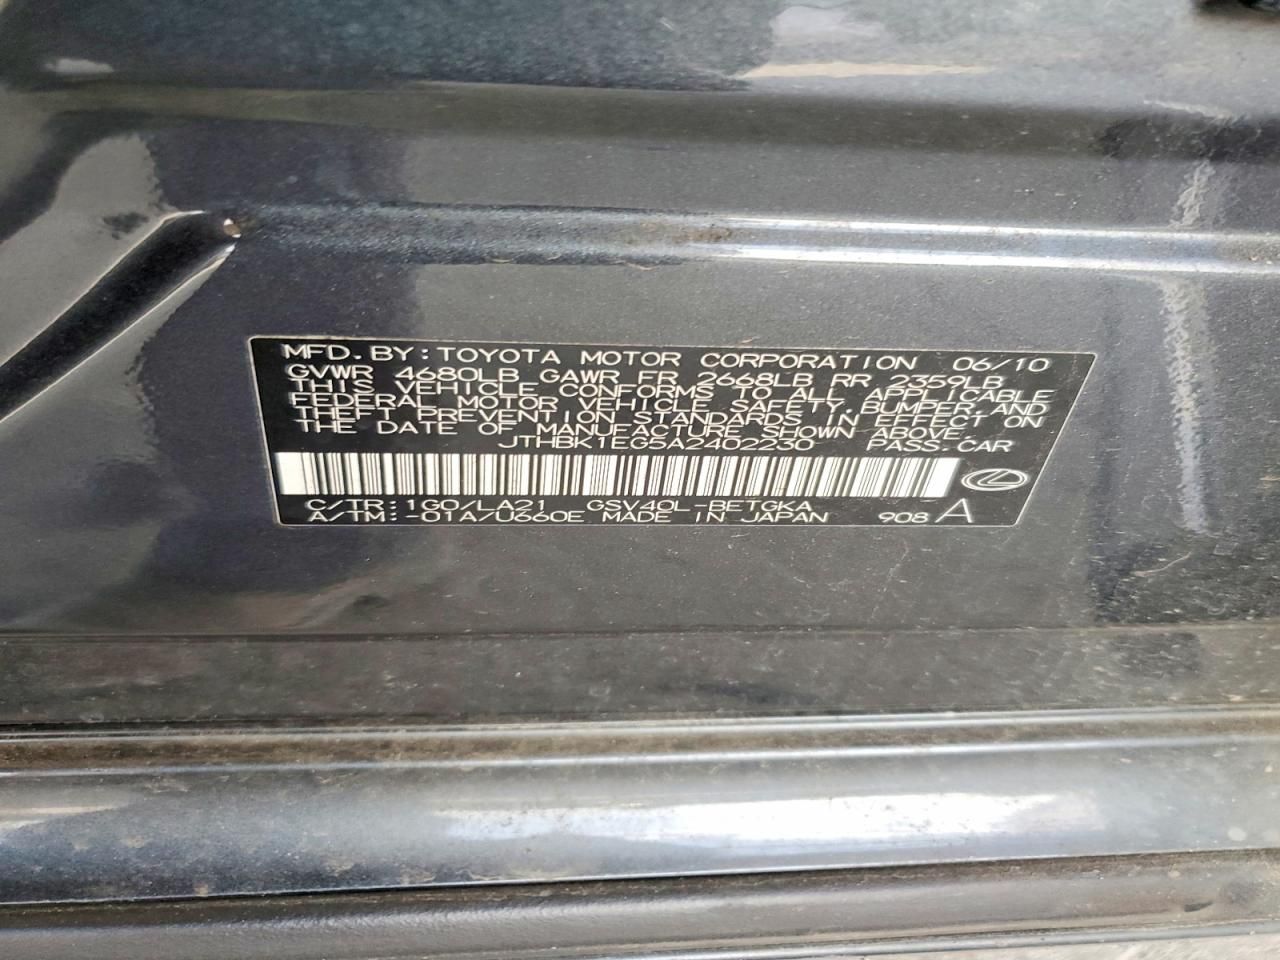 MFD. BY: TOYOTA MOTOR CORPORATION 06/10
GVWR 4680LB GAWR FR 2668LB RR 2359LB
THIS VEHICLE CONFORMS TO ALL APPLICABLE
FEDERAL MOTOR VEHICLE SAFETY, BUMPER, AND
THEFT PREVENTION STANDARDS IN EFFECT ON
THE DATE OF MANUFACTURE SHOWN ABOVE.
JTHBK1EG5A2402230 PASS. CAR
C/TR: 1G0/LA21 GSV40L-BETGKA
A/TM: -01A/U660E MADE IN JAPAN 908 A